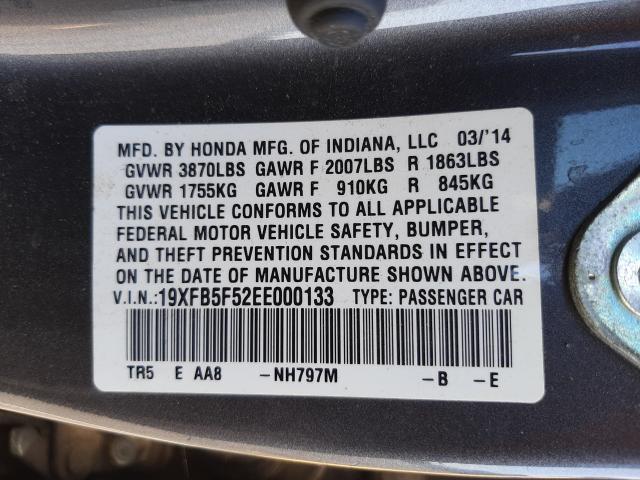 MFD. BY HONDA MFG. OF INDIANA, LLC 03/'14
GVWR 3870LBS GAWR F 2007LBS R 1863LBS
GVWR 1755KG GAWR F 910KG R 845KG
THIS VEHICLE CONFORMS TO ALL APPLICABLE
FEDERAL MOTOR VEHICLE SAFETY, BUMPER,
AND THEFT PREVENTION STANDARDS IN EFFECT
ON THE DATE OF MANUFACTURE SHOWN ABOVE.
V.I.N.:19XFB5F52EE000133 TYPE: PASSENGER CAR
TR5 E AA8 -NH797M -B -E